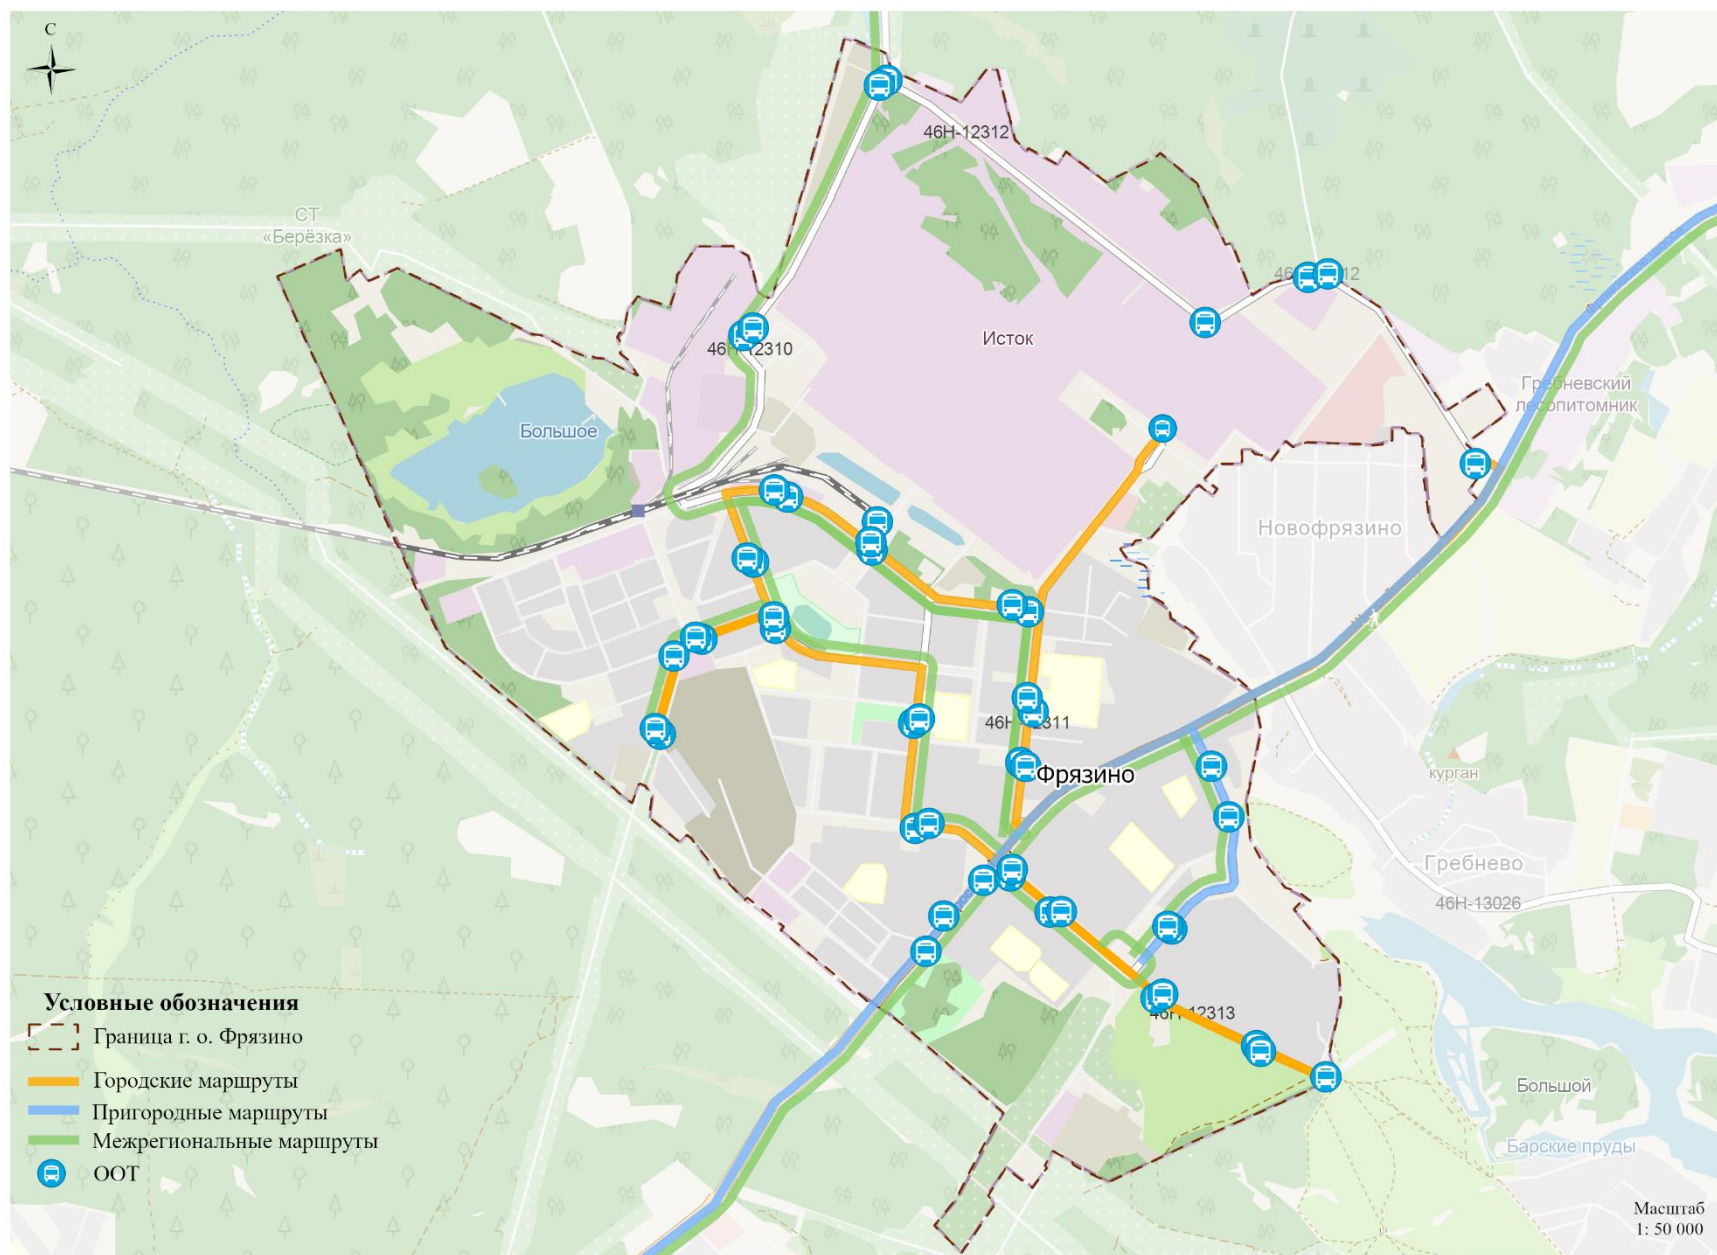 С
46Н-12312
СТ
«Берёзка»
46Н-12310
Исток
Большое
Гребневский
лесопитомник
Новофрязино
46Н-12311
Фрязино
курган
Гребнево
46Н-13026
46Н-12313
Большой
Барские пруды
Условные обозначения
Граница г. о. Фрязино
Городские маршруты
Пригородные маршруты
Межрегиональные маршруты
ООТ
Масштаб
1: 50 000